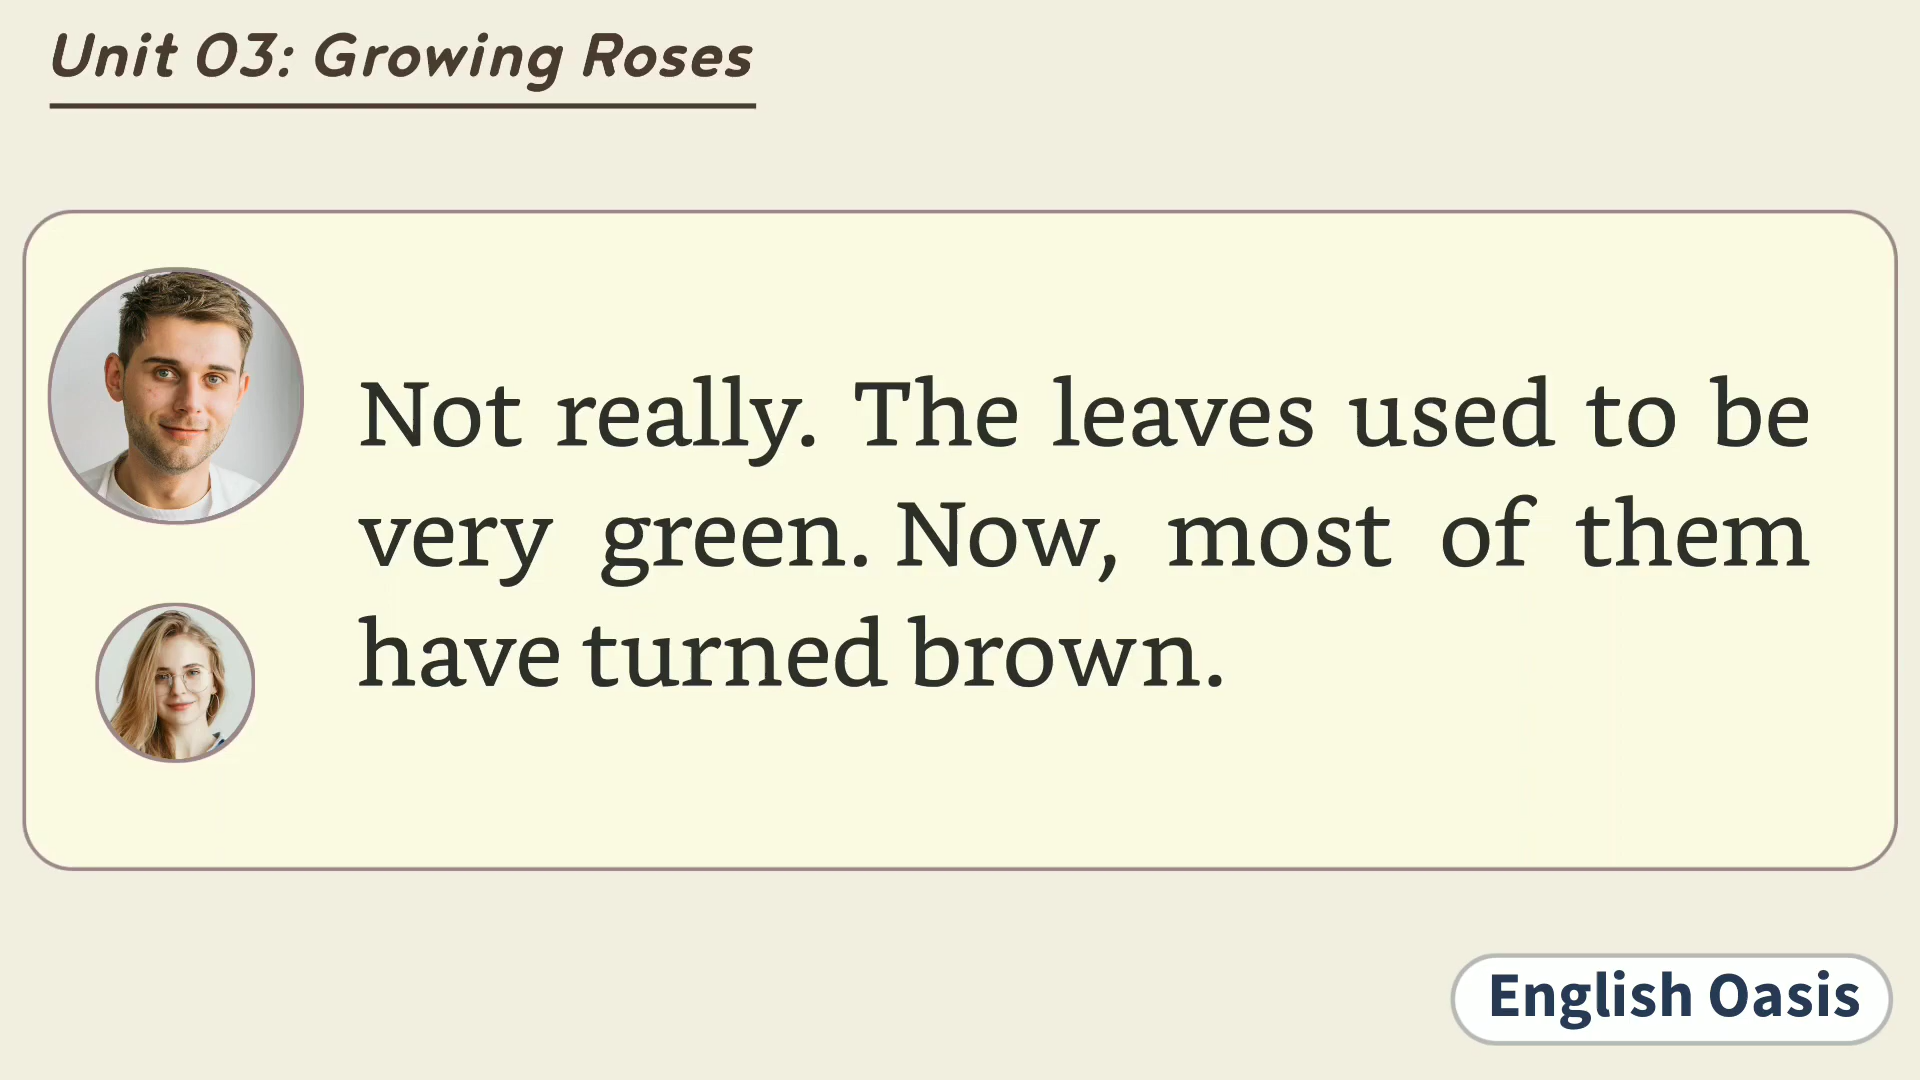 Unit 03: Growing Roses
Not really. The leaves used to be
very green. Now, most of them
have turned brown.
English Oasis